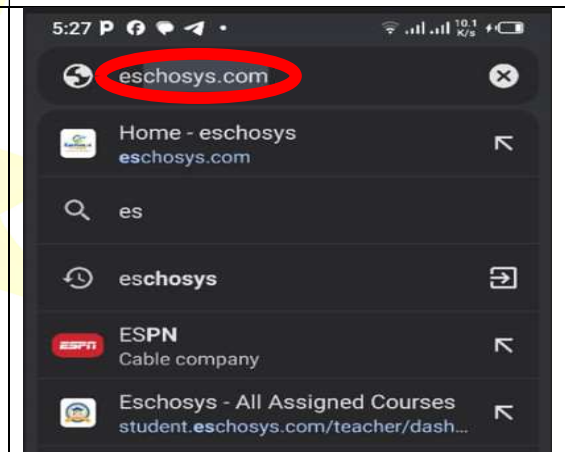 5:27
10.1
K/s
eschosys.com
Home - eschosys
eschosys.com
es
eschosys
ESPN
ESPN
Cable company
Eschosys - All Assigned Courses
student.eschosys.com/teacher/dash...